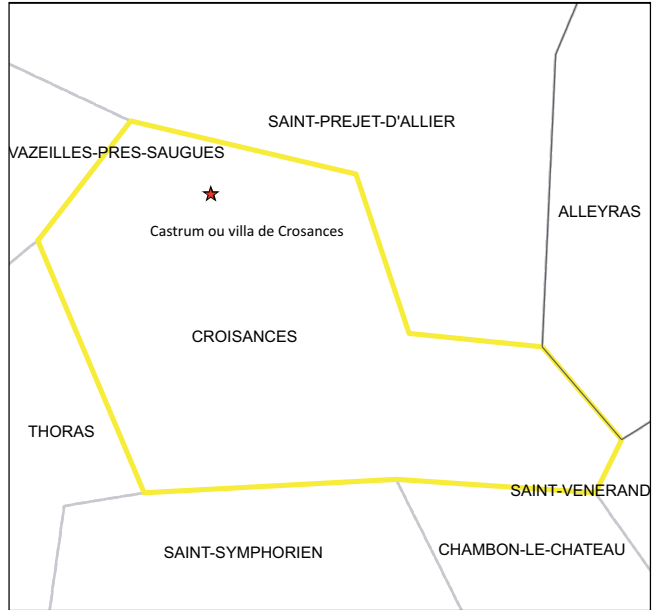 SAINT-PREJET-D'ALLIER
VAZEILLES-PRES-SAUGUES
ALLEYRAS
Castrum ou villa de Crosances
CROISANCES
THORAS
SAINT-VENERAND
SAINT-SYMPHORIEN
CHAMBON-LE-CHATEAU